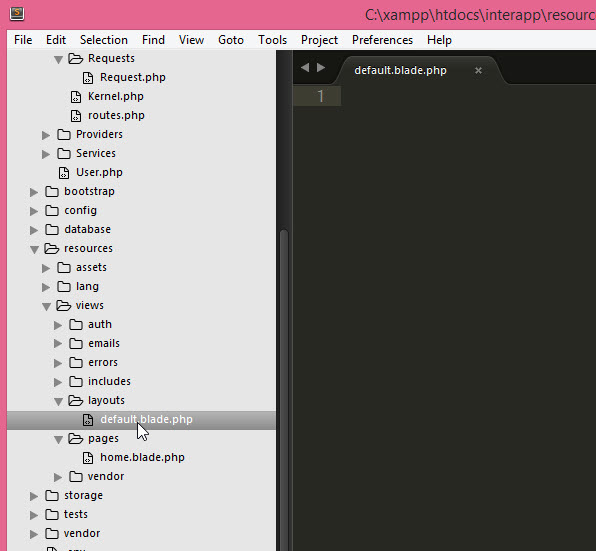 C:\xampp\htdocs\interapp\resourc
File Edit Selection Find View Goto Tools Project Preferences Help
Requests
Request.php
Kernel.php
routes.php
Providers
Services
User.php
bootstrap
config
database
resources
assets
lang
views
auth
emails
errors
includes
layouts
default.blade.php
pages
home.blade.php
vendor
storage
tests
vendor
default.blade.php ×
1